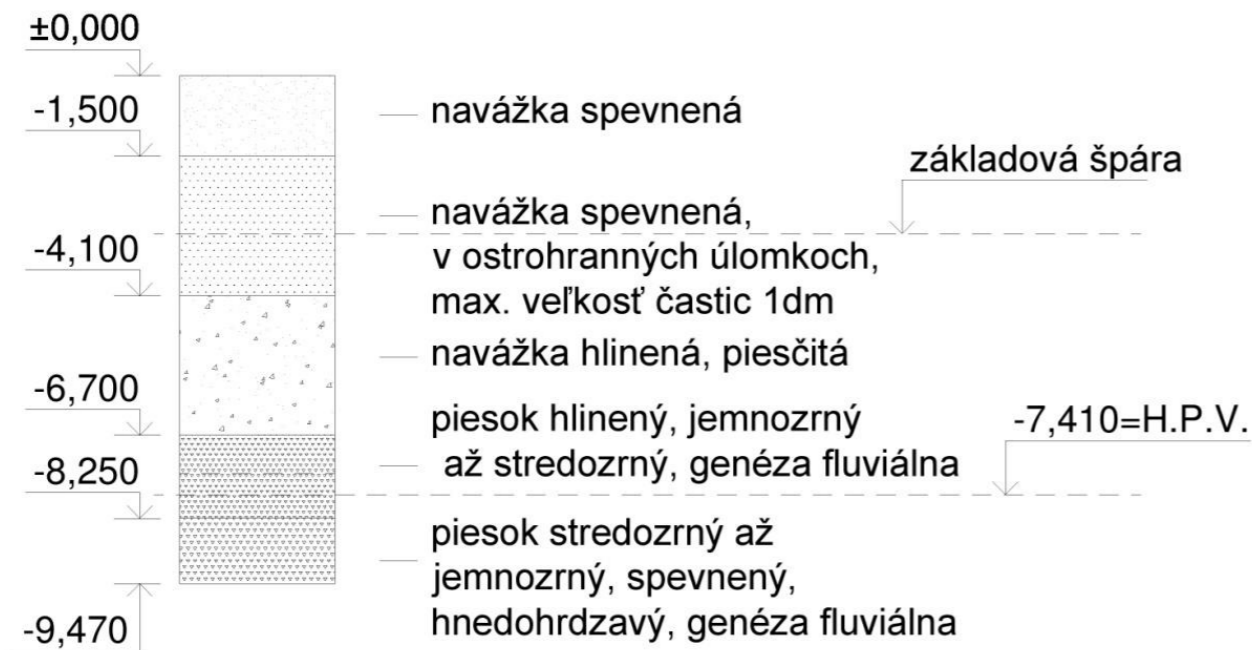 ±0,000
-1,500
navážka spevnená
základová špára
navážka spevnená,
v ostrohranných úlomkoch,
max. veľkosť častic 1dm
-4,100
navážka hlinená, piesčitá
-6,700
piesok hlinený, jemnozrný
až stredozrný, genéza fluviálna
-7,410=H.P.V.
-8,250
piesok stredozrný až
jemnozrný, spevnený,
hnedohrdzavý, genéza fluviálna
-9,470